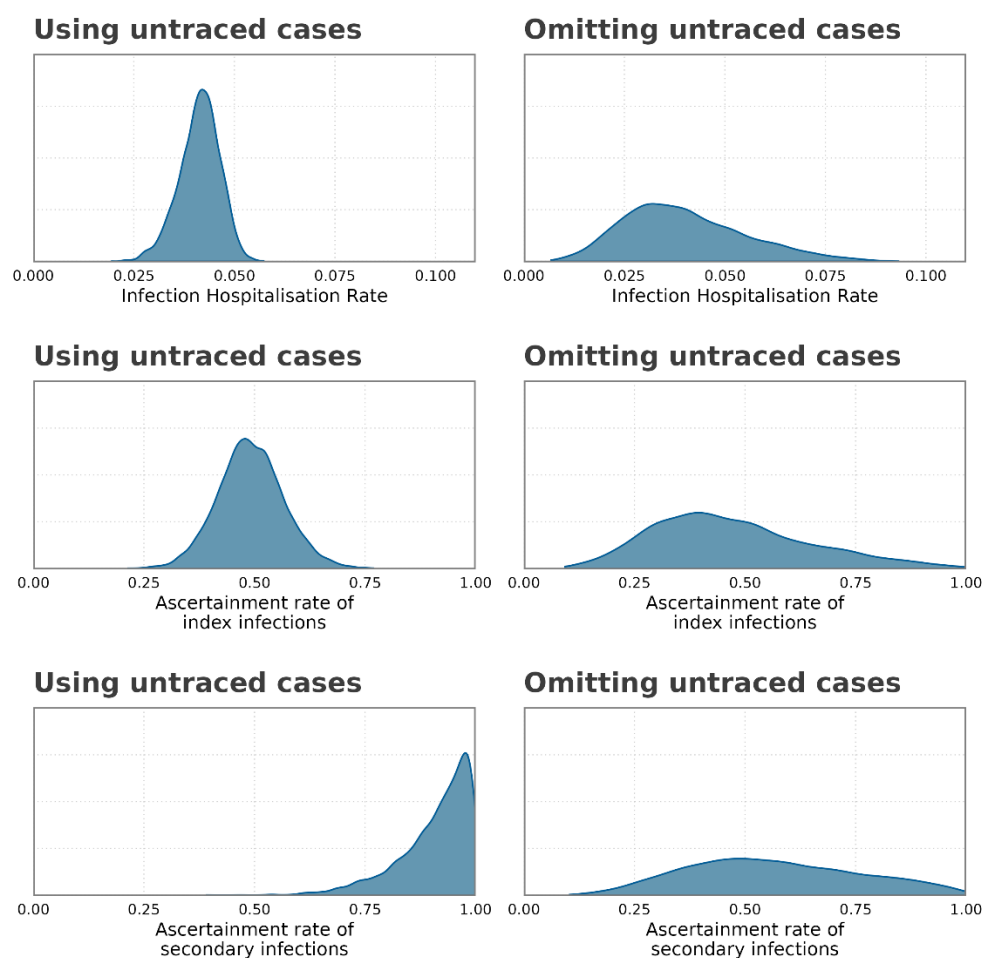 Using untraced cases
Omitting untraced cases
0.000 0.025 0.050 0.075 0.100
Infection Hospitalisation Rate
0.000 0.025 0.050 0.075 0.100
Infection Hospitalisation Rate
Using untraced cases
Omitting untraced cases
0.00 0.25 0.50 0.75 1.00
Ascertainment rate of
index infections
0.00 0.25 0.50 0.75 1.00
Ascertainment rate of
index infections
Using untraced cases
Omitting untraced cases
0.00 0.25 0.50 0.75 1.00
Ascertainment rate of
secondary infections
0.00 0.25 0.50 0.75 1.00
Ascertainment rate of
secondary infections